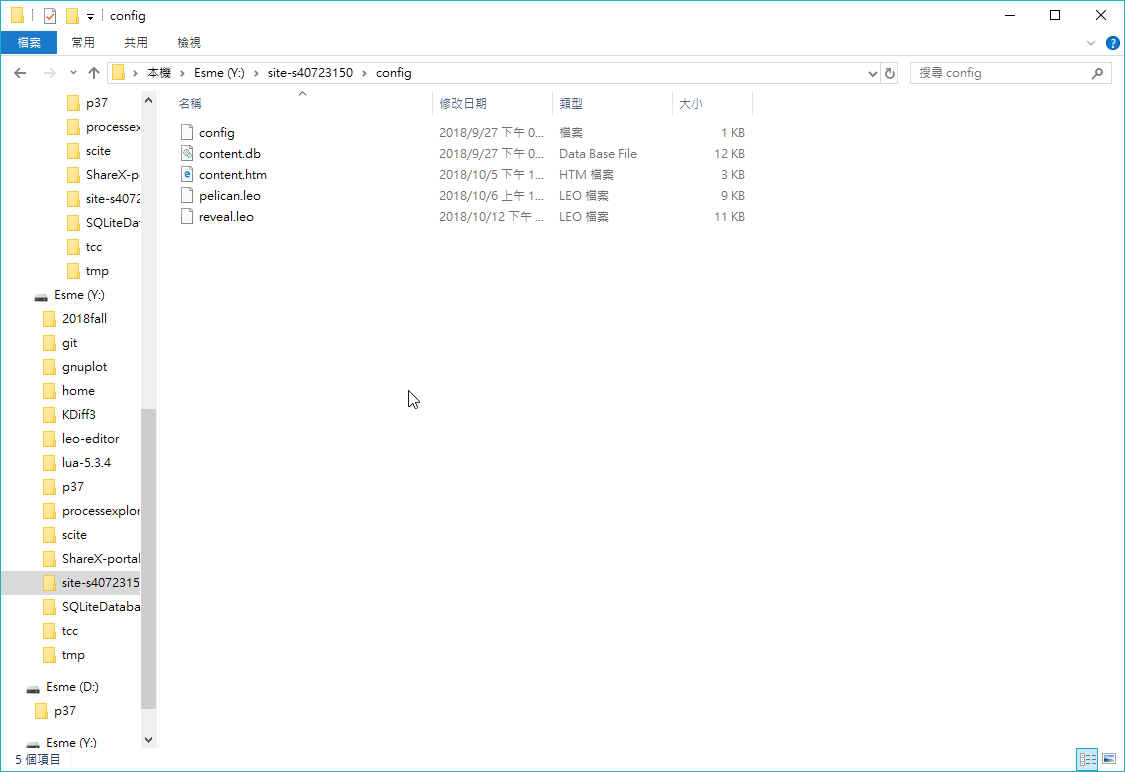 config
檔案 常用 共用 檢視
本機 Esme (Y:) site-s40723150 config
搜尋 config
名稱 修改日期 類型 大小
config 2018/9/27 下午 0... 檔案 1 KB
content.db 2018/9/27 下午 0... Data Base File 12 KB
content.htm 2018/10/5 下午 1... HTM 檔案 3 KB
pelican.leo 2018/10/6 上午 1... LEO 檔案 9 KB
reveal.leo 2018/10/12 下午 ... LEO 檔案 11 KB
p37
processex
scite
ShareX-p
site-s4072
SQLiteDa
tcc
tmp
Esme (Y:)
2018fall
git
gnuplot
home
KDiff3
leo-editor
lua-5.3.4
p37
processexplor
scite
ShareX-portal
site-s4072315
SQLiteDataba
tcc
tmp
Esme (D:)
p37
Esme (Y:)
5 個項目